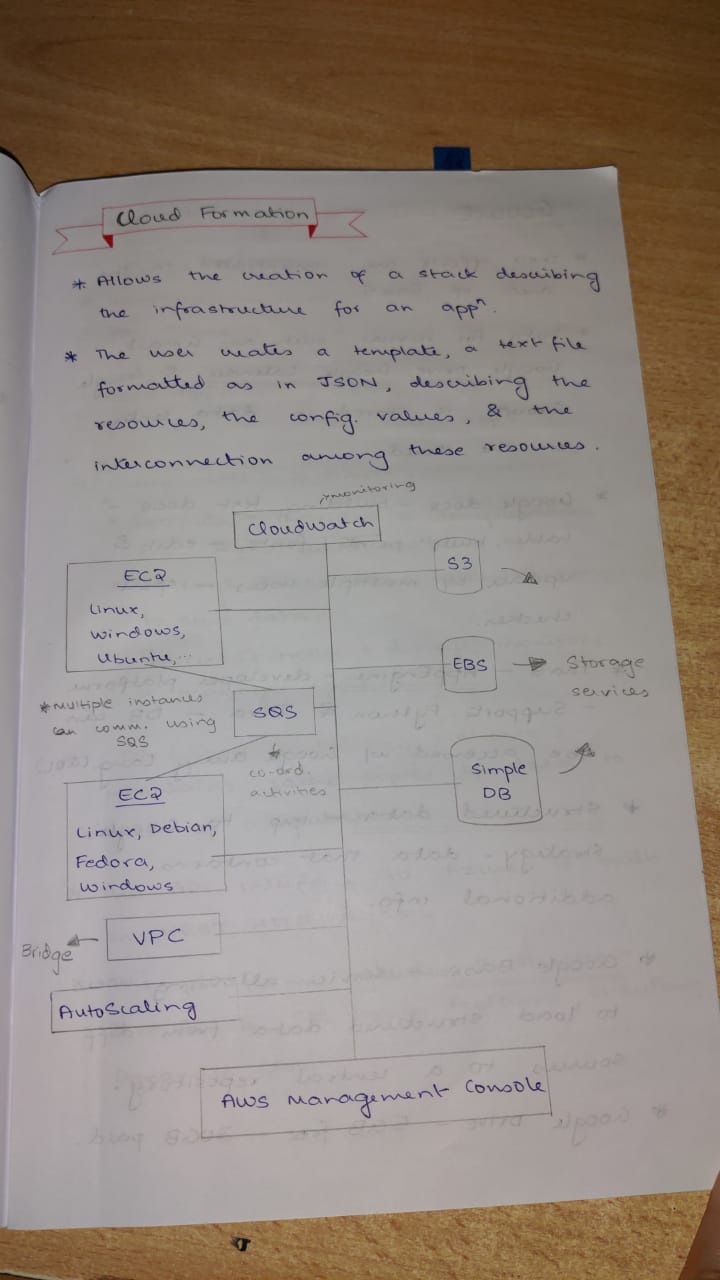 Cloud Formation
* Allows the creation of a stack describing
the infrastructure for an appⁿ.
* The user creates a template, a text file
formatted as in JSON, describing the
resources, the config. values, & the
interconnection among these resources.
monitoring
Cloudwatch
EC2
Linux,
Windows,
Ubuntu,...
S3
EBS
Storage
services
* Multiple instances
can comm. using
SQS
SQS
co-ord.
activities
Simple
DB
EC2
Linux, Debian,
Fedora,
Windows
VPC
Bridge
AutoScaling
AWS Management Console